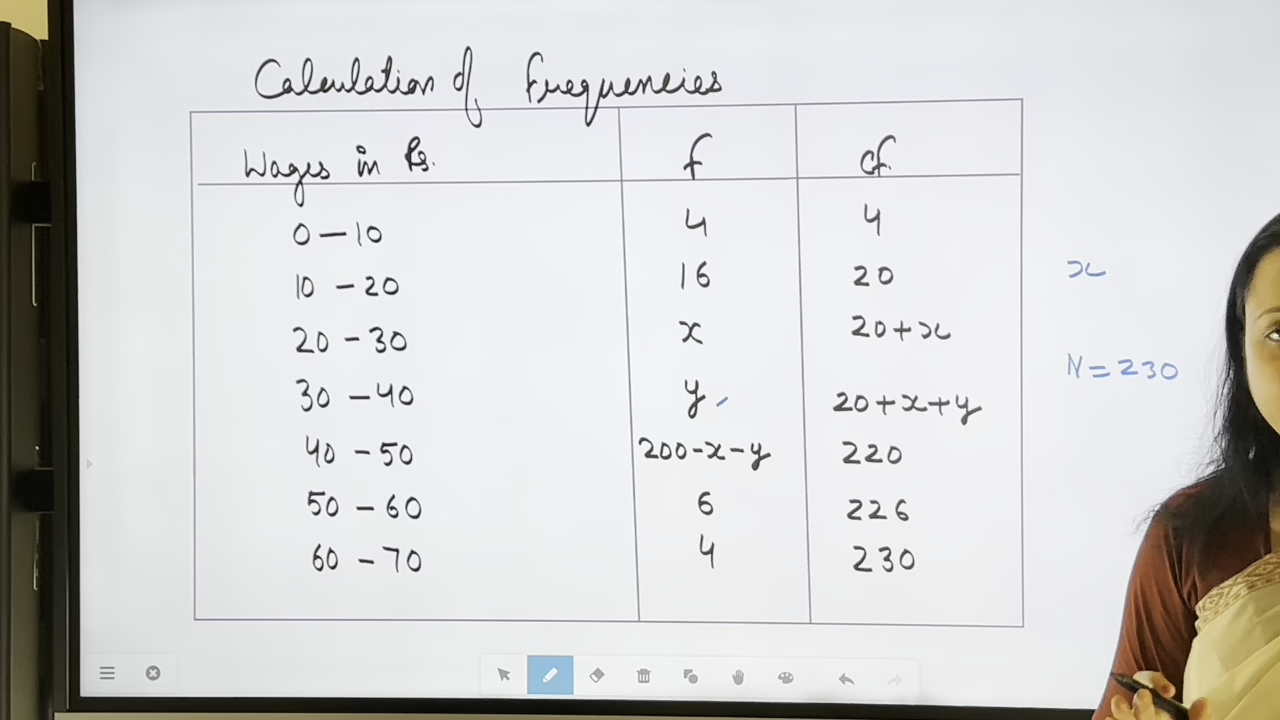 Calculation of Frequencies
Wages in Rs. f cf.
0-10 4 4
10-20 16 20
20-30 x 20+x
30-40 y 20+x+y
40-50 200-x-y 220
50-60 6 226
60-70 4 230
x
N=230